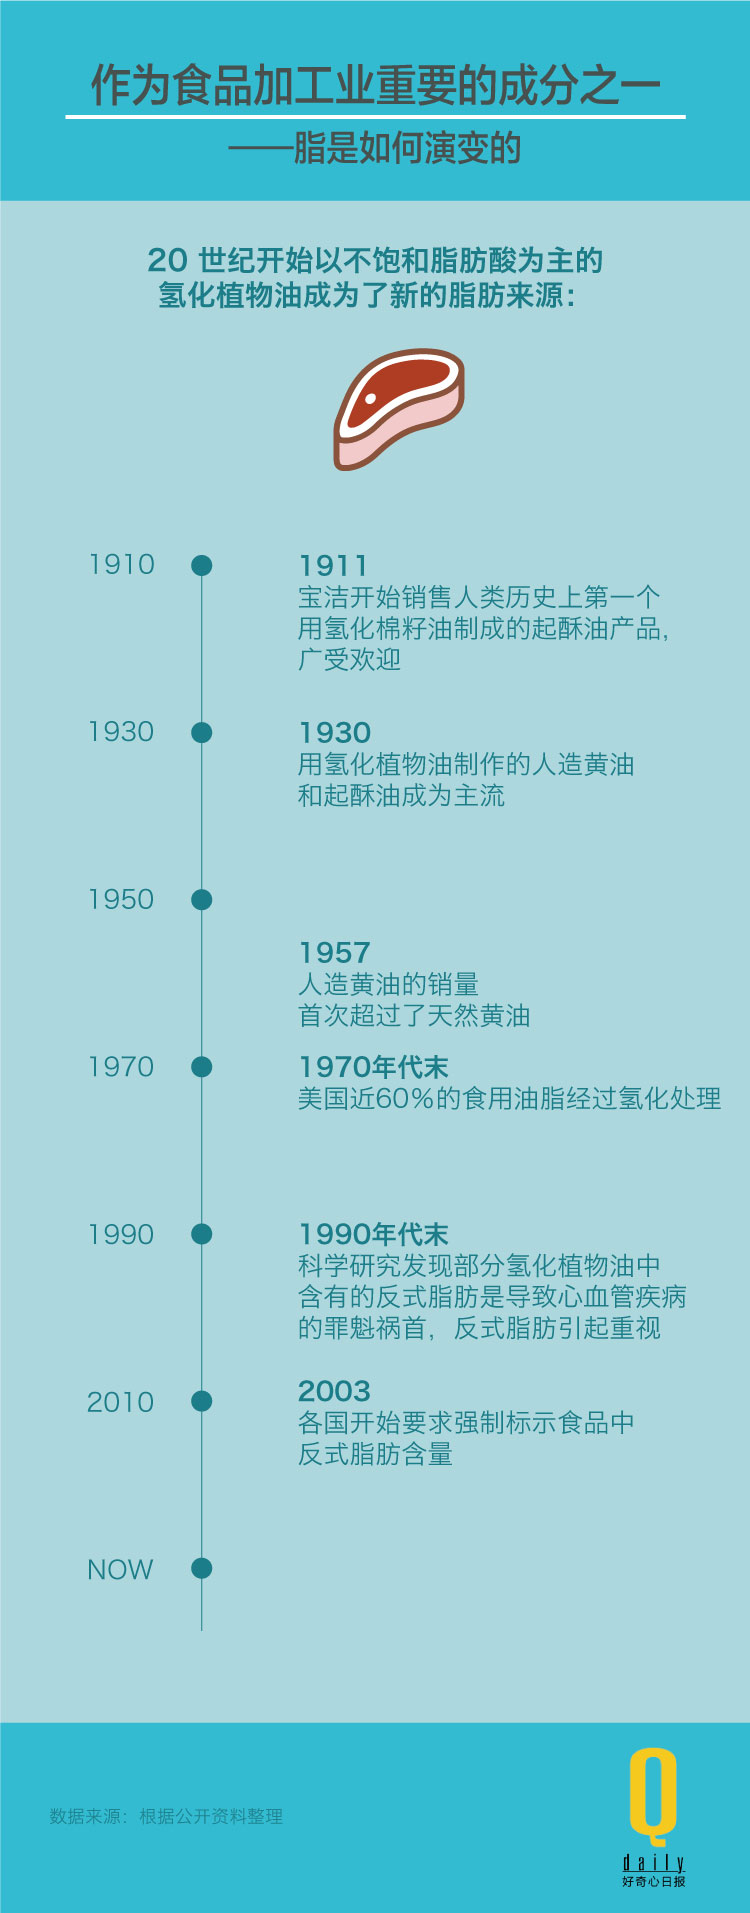 作为食品加工业重要的成分之一
——脂是如何演变的
20 世纪开始以不饱和脂肪酸为主的
氢化植物油成为了新的脂肪来源：
1910
1911
宝洁开始销售人类历史上第一个
用氢化棉籽油制成的起酥油产品，
广受欢迎
1930
1930
用氢化植物油制作的人造黄油
和起酥油成为主流
1950
1957
人造黄油的销量
首次超过了天然黄油
1970
1970年代末
美国近60%的食用油脂经过氢化处理
1990
1990年代末
科学研究发现部分氢化植物油中
含有的反式脂肪是导致心血管疾病
的罪魁祸首，反式脂肪引起重视
2010
2003
各国开始要求强制标示食品中
反式脂肪含量
NOW
数据来源：根据公开资料整理
Q
daily
好奇心日报